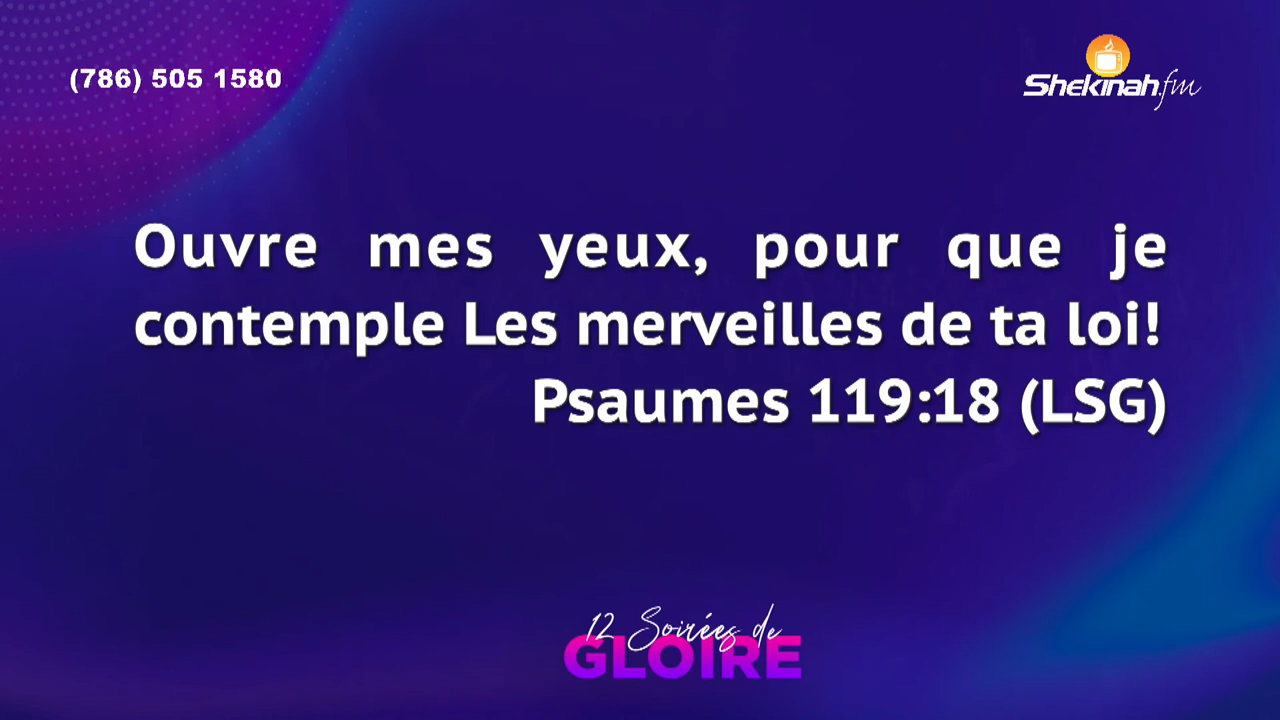 (786) 505 1580
Shekinah.fm
Ouvre mes yeux, pour que je
contemple Les merveilles de ta loi!
Psaumes 119:18 (LSG)
12 Soirées de
GLOIRE